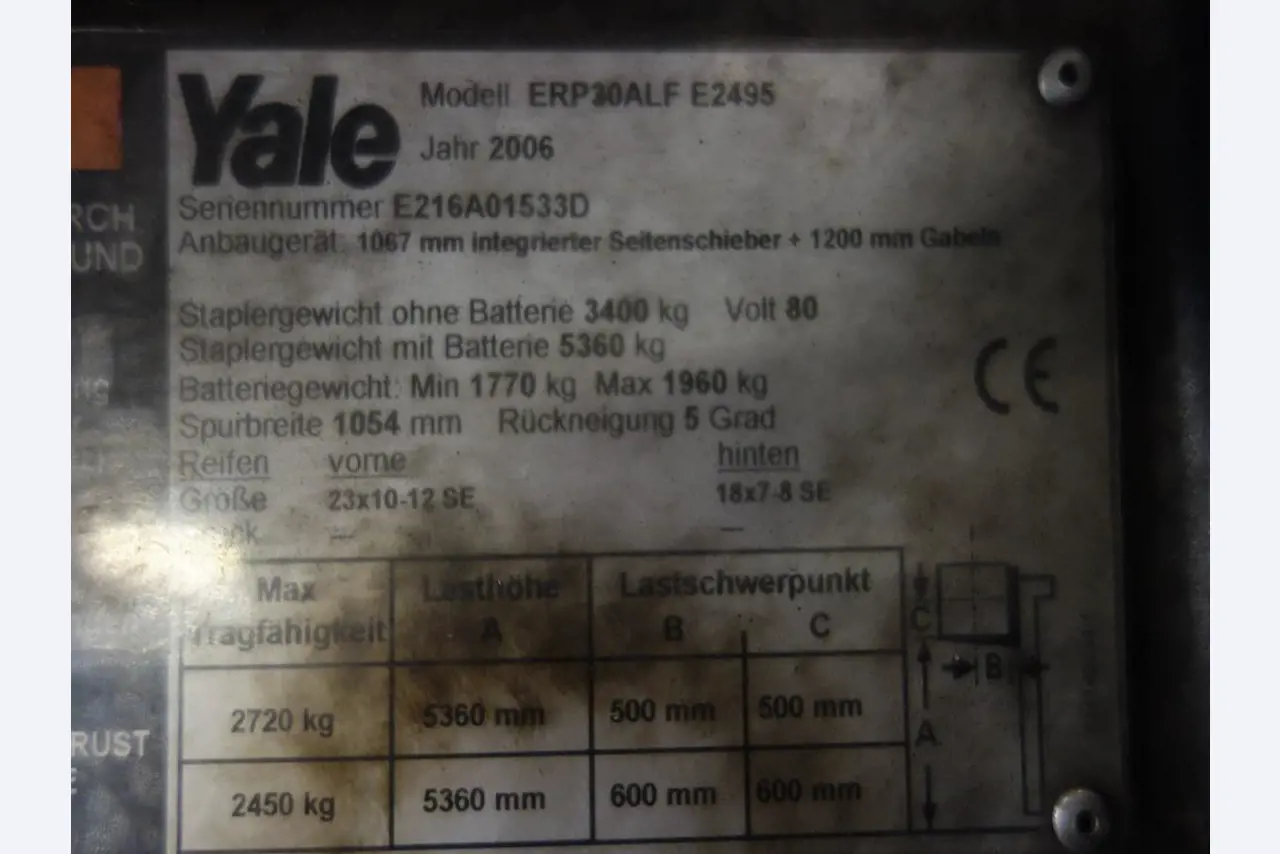 Yale
Modell ERP30ALF E2495
Jahr 2006
Seriennummer E216A01533D
Anbaugerät: 1067 mm integrierter Seitenschieber + 1200 mm Gabeln
Staplergewicht ohne Batterie 3400 kg Volt 80
Staplergewicht mit Batterie 5360 kg
Batteriegewicht: Min 1770 kg Max 1960 kg
Spurbreite 1054 mm Rückneigung 5 Grad
CE
Reifen vorne hinten
Größe 23x10-12 SE 18x7-8 SE
— —
Max Lasthöhe Lastschwerpunkt
Tragfähigkeit A B C
2720 kg 5360 mm 500 mm 500 mm
2450 kg 5360 mm 600 mm 600 mm
C
B
A
RCH
UND
RUST
E